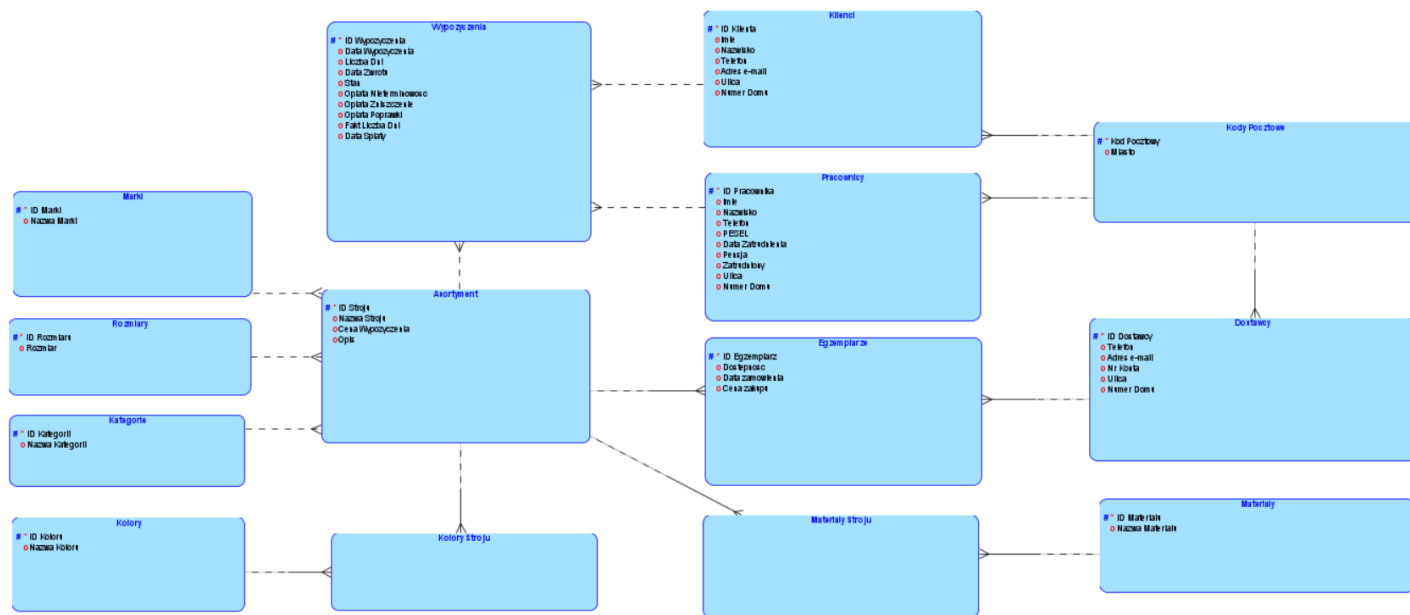 Wypozyczenia
# * ID Wypozyczenia
o Data Wypozyczenia
o Liczba Dni
o Data Zwrotu
o Stan
o Oplata Nieterminowosc
o Oplata Zniszczenie
o Oplata Poprawki
o Fakt Liczba Dni
o Data Splaty
Klienci
# * ID Klienta
o Imie
o Nazwisko
o Telefon
o Adres e-mail
o Ulica
o Numer Domu
Kody Pocztowe
# * Kod Pocztowy
o Miasto
Marki
# * ID Marki
o Nazwa Marki
Pracownicy
# * ID Pracownika
o Imie
o Nazwisko
o Telefon
o PESEL
o Data Zatrudnienia
o Pensja
o Zatrudniony
o Ulica
o Numer Domu
Asortyment
# * ID Stroju
o Nazwa Stroju
o Cena Wypozyczenia
o Opis
Rozmiary
# * ID Rozmiaru
o Rozmiar
Egzemplarze
# * ID Egzemplarz
o Dostepnosc
o Data zamowienia
o Cena zakupu
Dostawcy
# * ID Dostawcy
o Telefon
o Adres e-mail
o Nr Konta
o Ulica
o Numer Domu
Kategorie
# * ID Kategorii
o Nazwa Kategorii
Kolory
# * ID Koloru
o Nazwa Koloru
Kolory Stroju
Materialy Stroju
Materialy
# * ID Materialu
o Nazwa Materialu